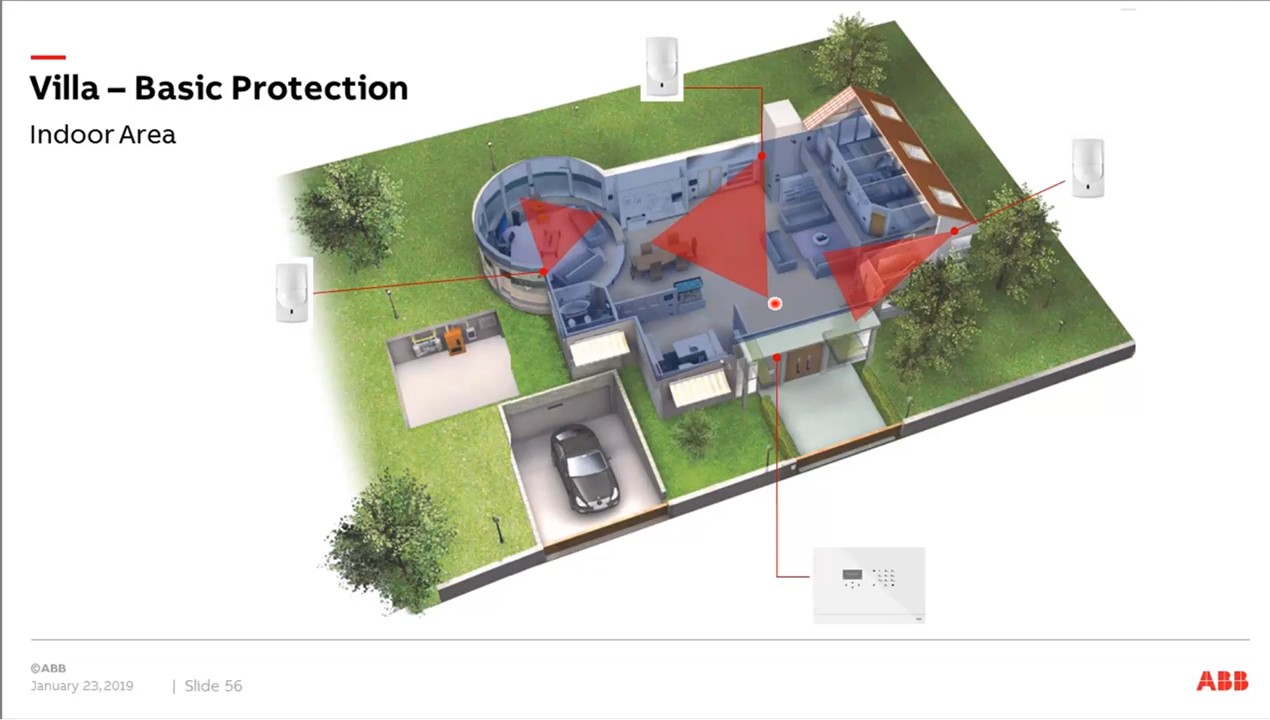 Villa – Basic Protection
Indoor Area
©ABB
January 23, 2019 | Slide 56
ABB